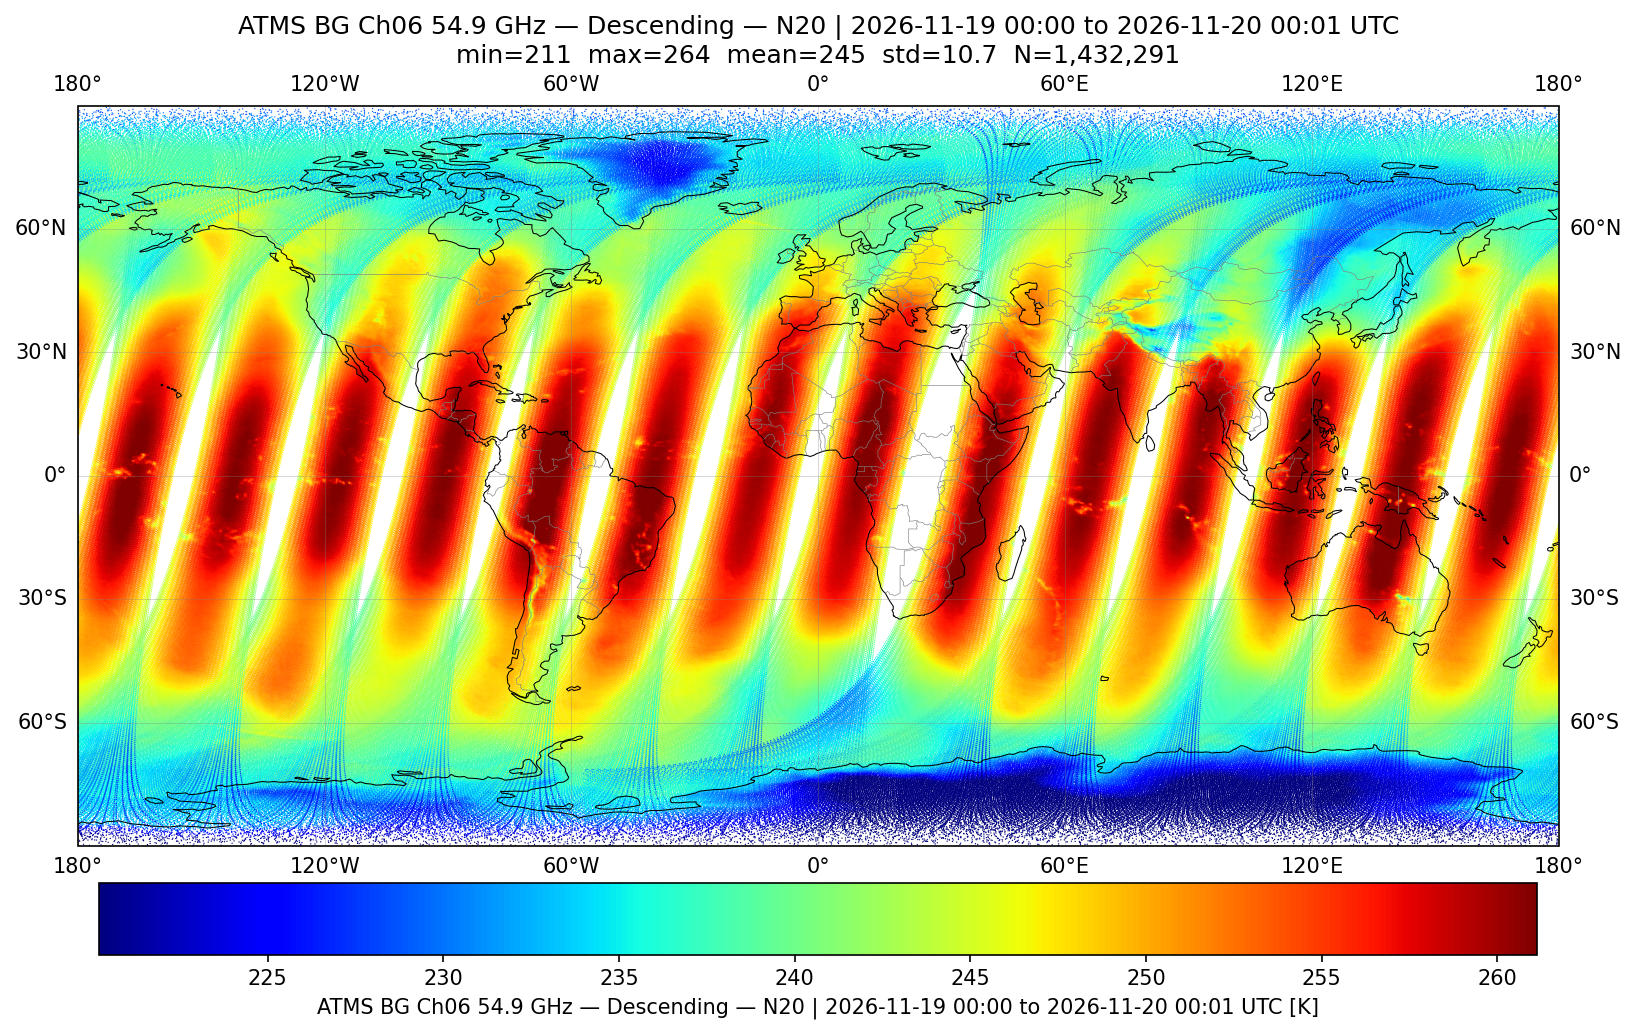 ATMS BG Ch06 54.9 GHz — Descending — N20 | 2026-11-19 00:00 to 2026-11-20 00:01 UTC
min=211 max=264 mean=245 std=10.7 N=1,432,291
180° 120°W 60°W 0° 60°E 120°E 180°
60°N 60°N
30°N 30°N
0° 0°
30°S 30°S
60°S 60°S
180° 120°W 60°W 0° 60°E 120°E 180°
225 230 235 240 245 250 255 260
ATMS BG Ch06 54.9 GHz — Descending — N20 | 2026-11-19 00:00 to 2026-11-20 00:01 UTC [K]